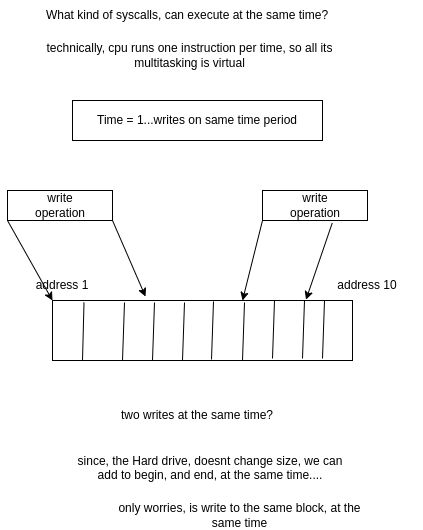 What kind of syscalls, can execute at the same time?
technically, cpu runs one instruction per time, so all its
multitasking is virtual
Time = 1...writes on same time period
write
operation
write
operation
address 1
address 10
two writes at the same time?
since, the Hard drive, doesnt change size, we can
add to begin, and end, at the same time....
only worries, is write to the same block, at the
same time